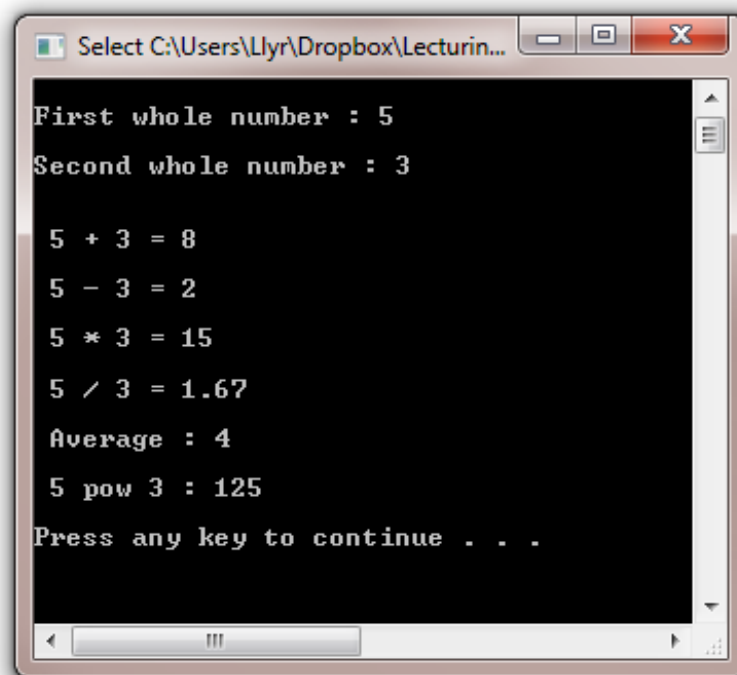 Select C:\Users\Llyr\Dropbox\Lecturin...
First whole number : 5
Second whole number : 3
5 + 3 = 8
5 - 3 = 2
5 * 3 = 15
5 / 3 = 1.67
Average : 4
5 pow 3 : 125
Press any key to continue . . .